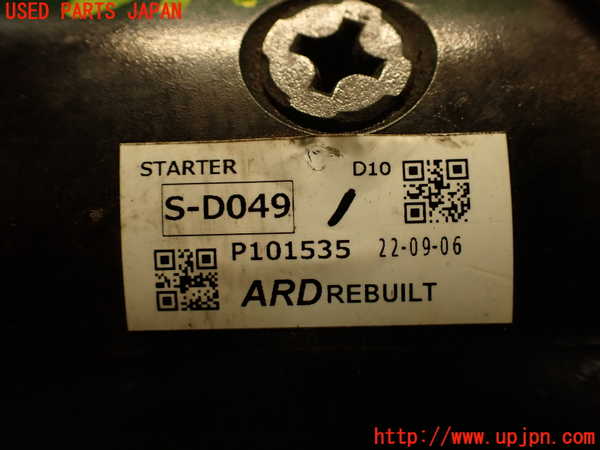 USED PARTS JAPAN
STARTER
D10
S-D049
P101535 22-09-06
ARD REBUILT
http://www.upjpn.com/